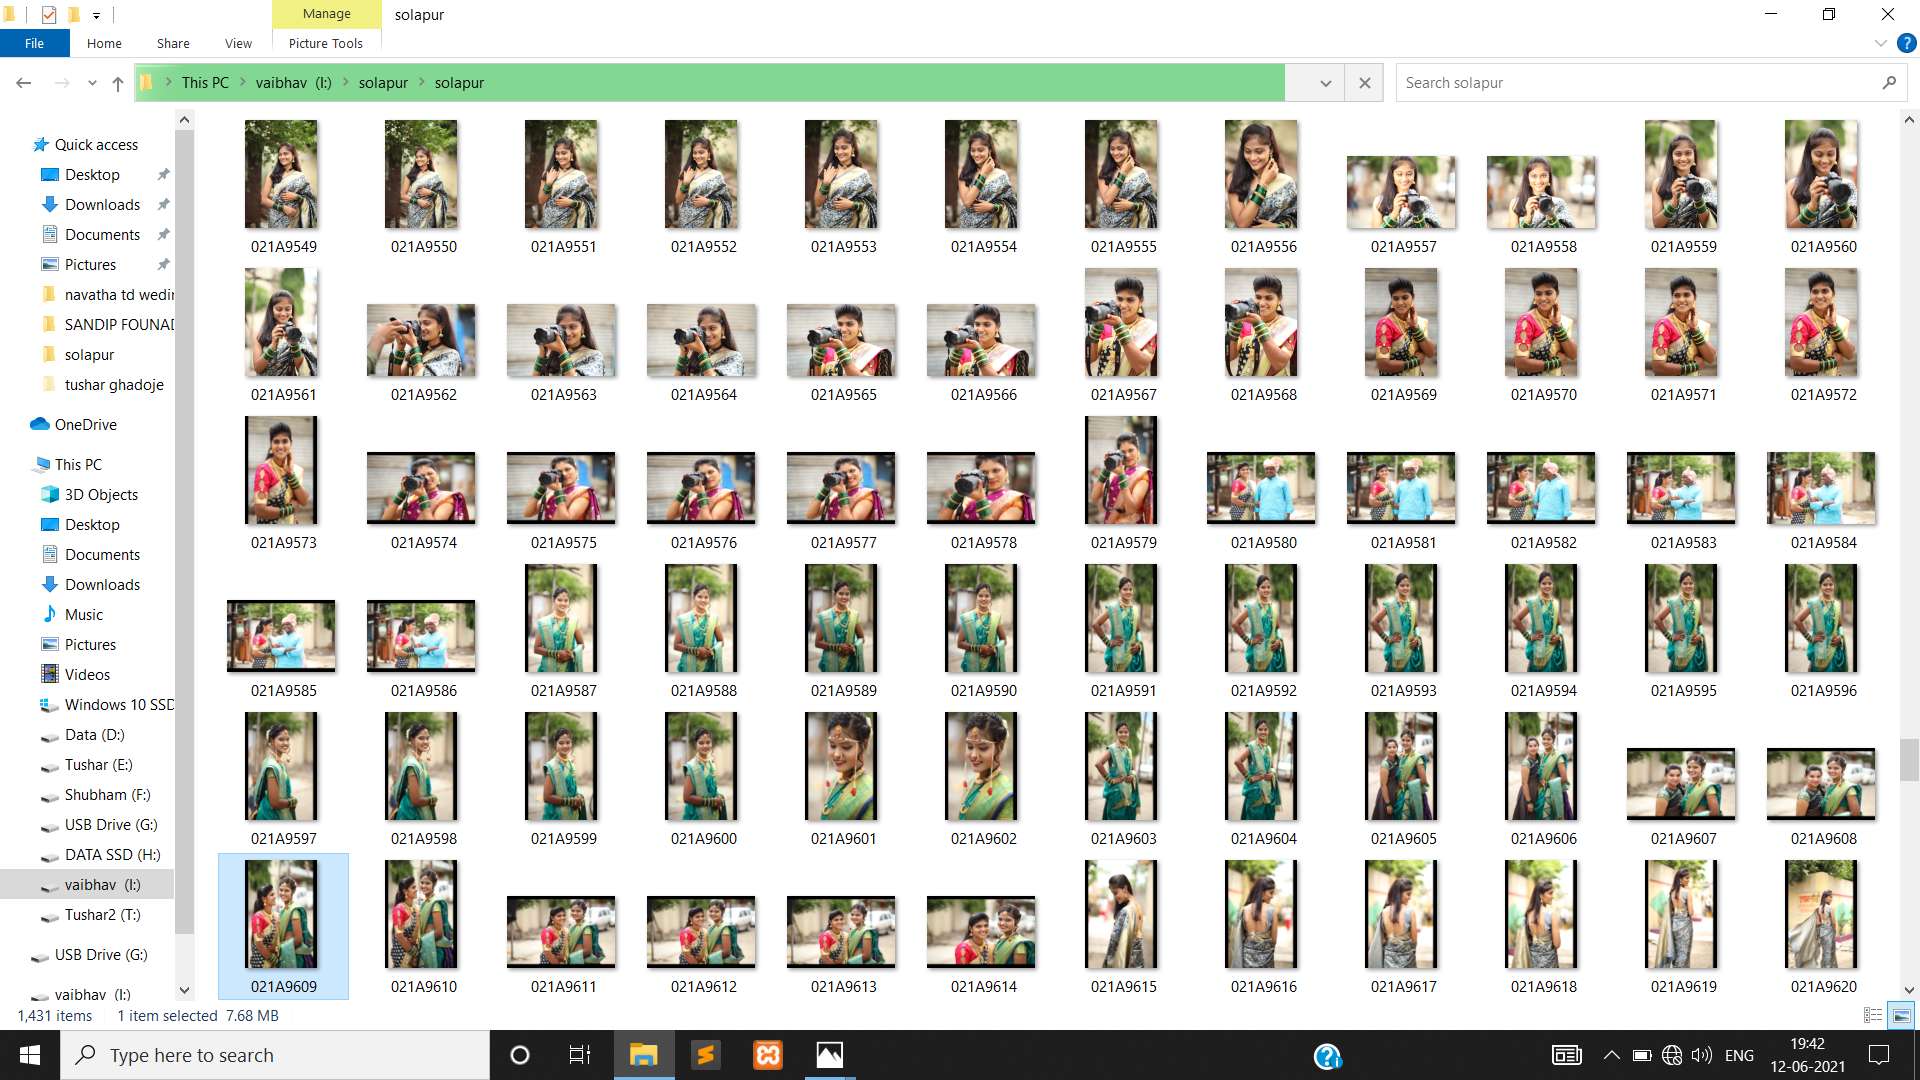 Manage
solapur
File
Home
Share
View
Picture Tools
This PC
vaibhav (I:)
solapur
solapur
Search solapur
Quick access
Desktop
Downloads
Documents
Pictures
navatha td wedin
SANDIP FOUNAD
solapur
tushar ghadoje
OneDrive
This PC
3D Objects
Desktop
Documents
Downloads
Music
Pictures
Videos
Windows 10 SSD
Data (D:)
Tushar (E:)
Shubham (F:)
USB Drive (G:)
DATA SSD (H:)
vaibhav (I:)
Tushar2 (T:)
USB Drive (G:)
vaibhav (I:)
021A9549 021A9550 021A9551 021A9552 021A9553 021A9554 021A9555 021A9556 021A9557 021A9558 021A9559 021A9560
021A9561 021A9562 021A9563 021A9564 021A9565 021A9566 021A9567 021A9568 021A9569 021A9570 021A9571 021A9572
021A9573 021A9574 021A9575 021A9576 021A9577 021A9578 021A9579 021A9580 021A9581 021A9582 021A9583 021A9584
021A9585 021A9586 021A9587 021A9588 021A9589 021A9590 021A9591 021A9592 021A9593 021A9594 021A9595 021A9596
021A9597 021A9598 021A9599 021A9600 021A9601 021A9602 021A9603 021A9604 021A9605 021A9606 021A9607 021A9608
021A9609 021A9610 021A9611 021A9612 021A9613 021A9614 021A9615 021A9616 021A9617 021A9618 021A9619 021A9620
1,431 items
1 item selected 7.68 MB
Type here to search
ENG
19:42
12-06-2021